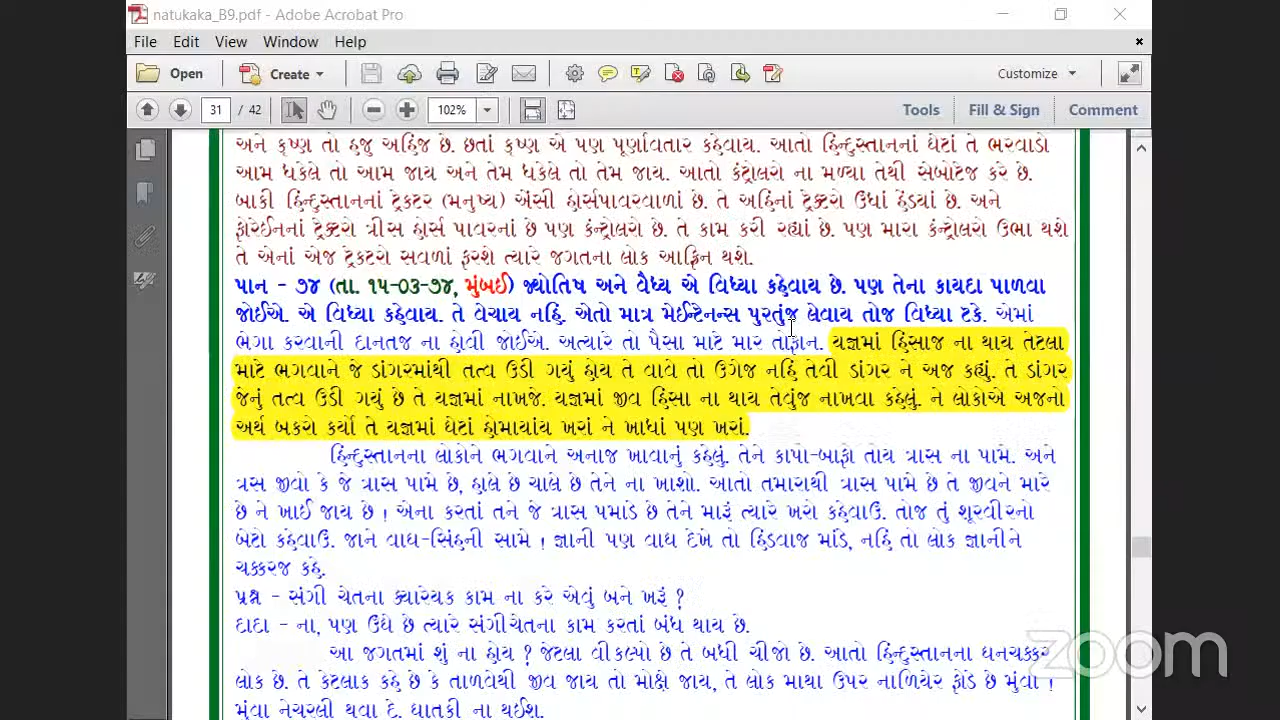 natukaka_B9.pdf - Adobe Acrobat Pro
File Edit View Window Help
Open Create Customize
31 / 42 102% Tools Fill & Sign Comment
અને કૃષ્ણ તો હજુ અહિંજ છે. છતાં કૃષ્ણ એ પણ પૂર્ણાવતાર કહેવાય. આતો હિન્દુસ્તાનનાં ઘેટાં તે ભરવાડો
આમ ધકેલે તો આમ જાય અને તેમ ધકેલે તો તેમ જાય. આતો કંટ્રોલરો ના મળ્યા તેથી સેબોટેજ કરે છે.
બાકી હિન્દુસ્તાનનાં ટ્રેક્ટર (મનુષ્ય) એંસી હોર્સપાવરવાળાં છે. તે અહિનાં ટ્રેક્ટરો ઉધાં હેંડયાં છે. અને
ફોરેઈનનાં ટ્રેક્ટરો ત્રીસ હોર્સ પાવરનાં છે પણ કંન્ટ્રોલરો છે. તે કામ કરી રહ્યાં છે. પણ મારા કંન્ટ્રોલરો ઉભા થશે
તે એનાં એજ ટ્રેકટરો સવળાં ફરશે ત્યારે જગતના લોક આફ્રિન થશે.
પાન - ૭૪ (તા. ૧૫-03-૭૪, મુંબઈ) જ્યોતિષ અને વૈધ્ય એ વિધ્યા કહેવાય છે. પણ તેના કાયદા પાળવા
જોઈએ. એ વિધ્યા કહેવાય. તે વેચાય નહિ. એતો માત્ર મેઈન્ટેનન્સ પુરતુંજ લેવાય તોજ વિધ્યા ટકે. એમાં
ભેગા કરવાની દાનતજ ના હોવી જોઈએ. અત્યારે તો પૈસા માટે માર તોફાન. યજ્ઞમાં હિંસાજ ના થાય તેટલા
માટે ભગવાને જે ડાંગરમાંથી તત્વ ઉડી ગયું હોય તે વાવે તો ઉગેજ નહિ તેવી ડાંગર ને અજ કહ્યું. તે ડાંગર
જેનું તત્વ ઉડી ગયું છે તે યજ્ઞમાં નાખજે. યજ્ઞમાં જીવ હિંસા ના થાય તેવુંજ નાખવા કહેલું. ને લોકોએ અજનો
અર્થ બકરો કર્યો તે યજ્ઞમાં ઘેટાં હોમાયાંય ખરાં ને ખાધાં પણ ખરાં.
હિન્દુસ્તાનના લોકોને ભગવાને અનાજ ખાવાનું કહેલું. તેને કાપો-બાફો તોય ત્રાસ ના પામે. અને
ત્રસ જીવો કે જે ત્રાસ પામે છે, હાલે છે ચાલે છે તેને ના ખાશો. આતો તમારાથી ત્રાસ પામે છે તે જીવને મારે
છે ને ખાઈ જાય છે ! એના કરતાં તને જે ત્રાસ પમાડે છે તેને મારૂં ત્યારે ખરો કહેવાઉ. તોજ તું શૂરવીરનો
બેટો કહેવાઉ. જાને વાઘ-સિંહની સામે ! જ્ઞાની પણ વાઘ દેખે તો હિંડવાજ માંડે, નહિ તો લોક જ્ઞાનીને
ચક્કરજ કહે.
પ્રશ્ન - સંગી ચેતના ક્યારેયક કામ ના કરે એવું બને ખરૂં ?
દાદા - ના, પણ ઉંઘે છે ત્યારે સંગીચેતના કામ કરતાં બંધ થાય છે.
આ જગતમાં શું ના હોય ? જેટલા વીકલ્પો છે તે બધી ચીજો છે. આતો હિન્દુસ્તાનના ઘનચક્કર
લોક છે. તે કેટલાક કહે છે કે તાળવેથી જીવ જાય તો મોક્ષે જાય, તે લોક માથા ઉપર નાળિયેર ફોંડે છે મુંવા !
મુંવા નેચરલી થવા દે. ઘાતકી ના થઈશ.
zoom